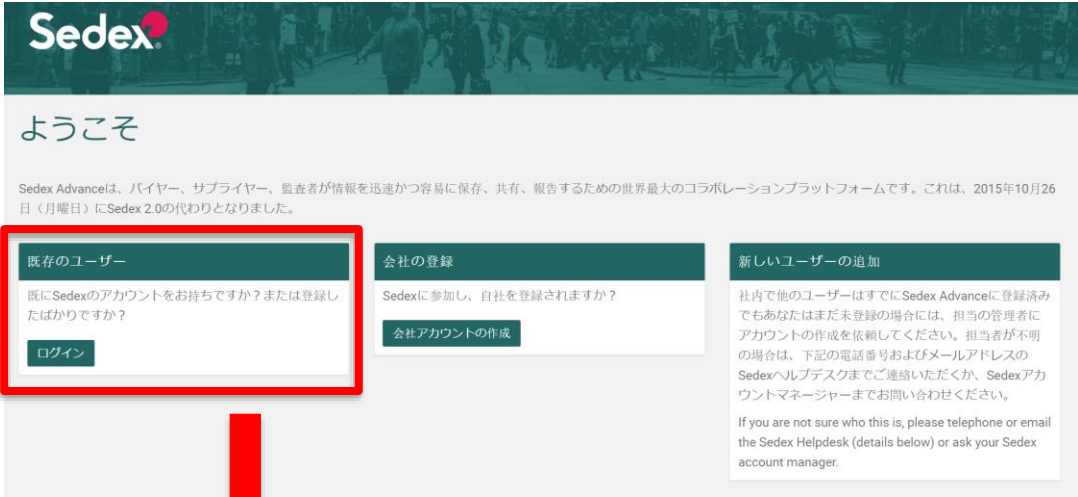 Sedex
ようこそ
Sedex Advanceは、バイヤー、サプライヤー、監査者が情報を迅速かつ容易に保存、共有、報告するための世界最大のコラボレーションプラットフォームです。これは、2015年10月26
日（月曜日）にSedex 2.0の代わりとなりました。
既存のユーザー
既にSedexのアカウントをお持ちですか？または登録し
たばかりですか？
ログイン
会社の登録
Sedexに参加し、自社を登録されますか？
会社アカウントの作成
新しいユーザーの追加
社内で他のユーザーはすでにSedex Advanceに登録済み
でもあなたはまだ未登録の場合には、担当の管理者に
アカウントの作成を依頼してください。担当者が不明
の場合は、下記の電話番号およびメールアドレスの
Sedexヘルプデスクまでご連絡いただくか、Sedexアカ
ウントマネージャーまでお問い合わせください。
If you are not sure who this is, please telephone or email
the Sedex Helpdesk (details below) or ask your Sedex
account manager.